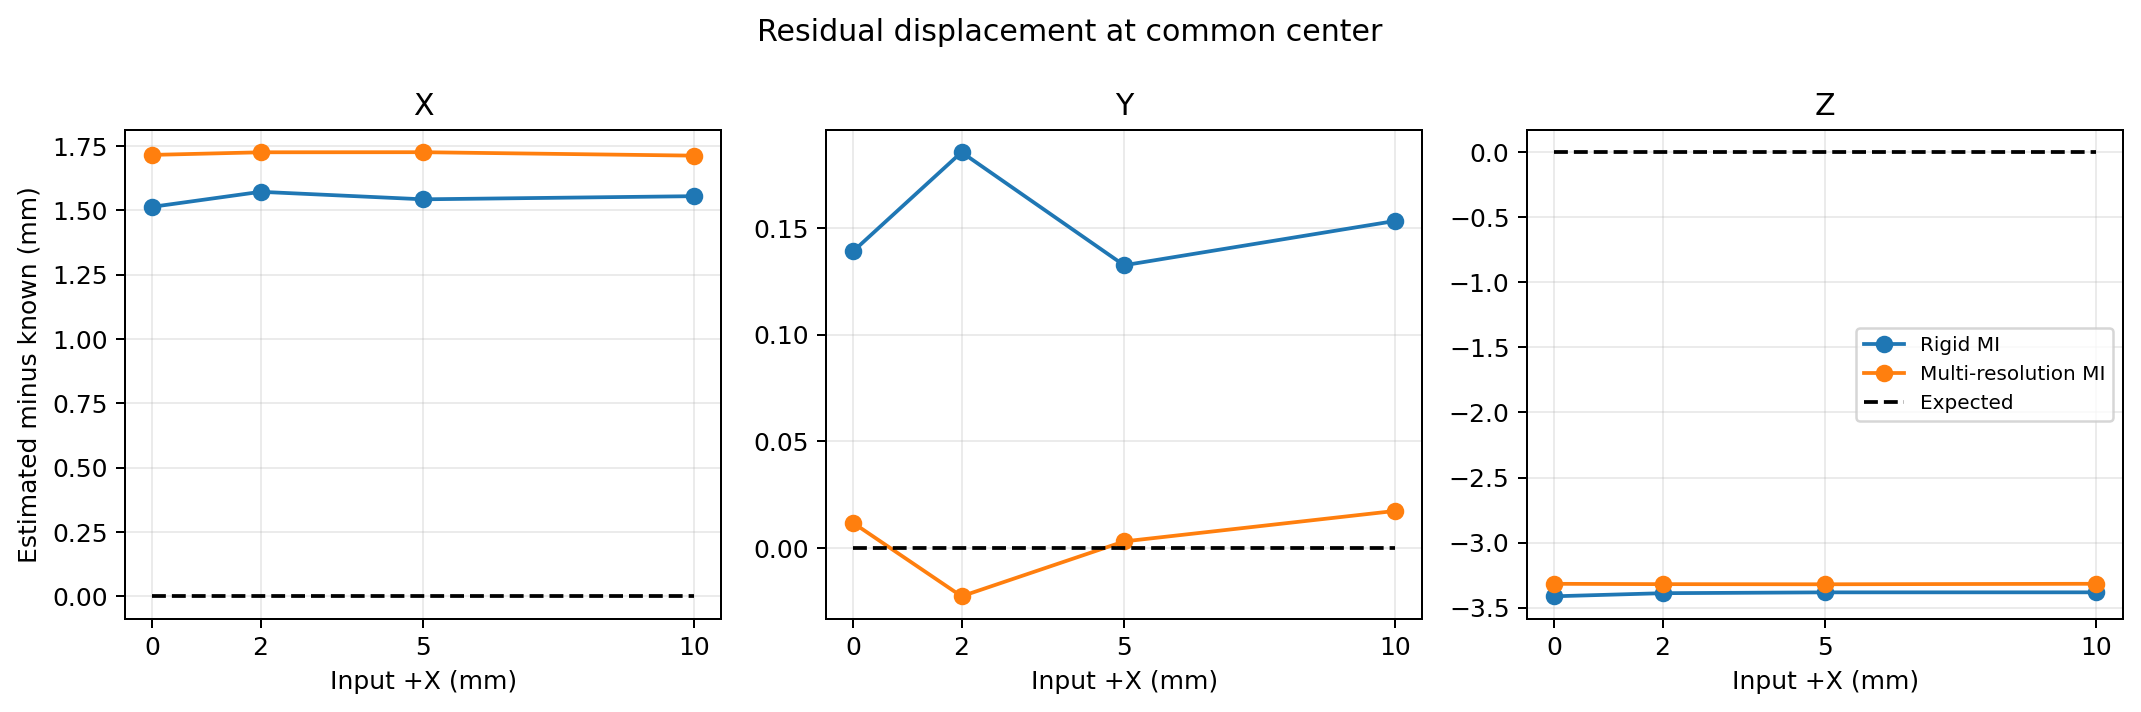 Residual displacement at common center
X
Estimated minus known (mm)
1.75
1.50
1.25
1.00
0.75
0.50
0.25
0.00
0 2 5 10
Input +X (mm)
Y
0.15
0.10
0.05
0.00
0 2 5 10
Input +X (mm)
Z
0.0
−0.5
−1.0
−1.5
−2.0
−2.5
−3.0
−3.5
Rigid MI
Multi-resolution MI
Expected
0 2 5 10
Input +X (mm)